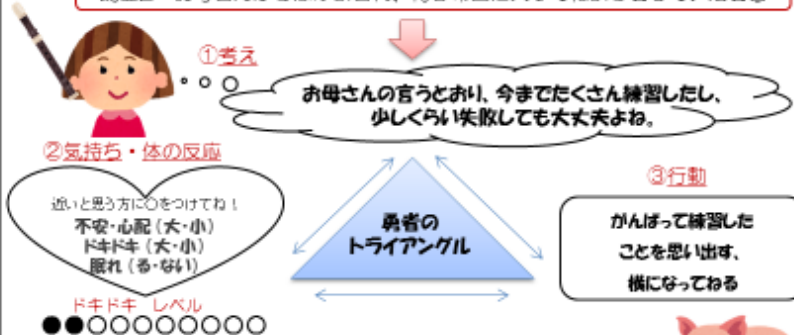 ①考え
お母さんの言うとおり、今までたくさん練習したし、
少しくらい失敗しても大丈夫よね。
②気持ち・体の反応
近いと思う方に○をつけてね！
不安・心配（大・小）
ドキドキ（大・小）
眠れ（る・ない）
ドキドキ レベル
●●○○○○○○○○
勇者の
トライアングル
③行動
がんばって練習した
ことを思い出す、
横になってねる